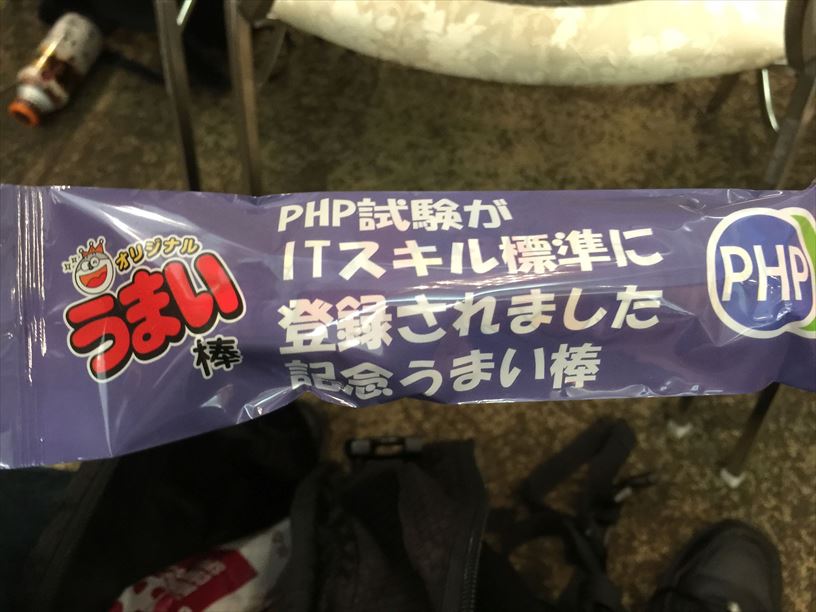 オリジナル
うまい
棒
PHP試験が
ITスキル標準に
登録されました
記念うまい棒
PHP